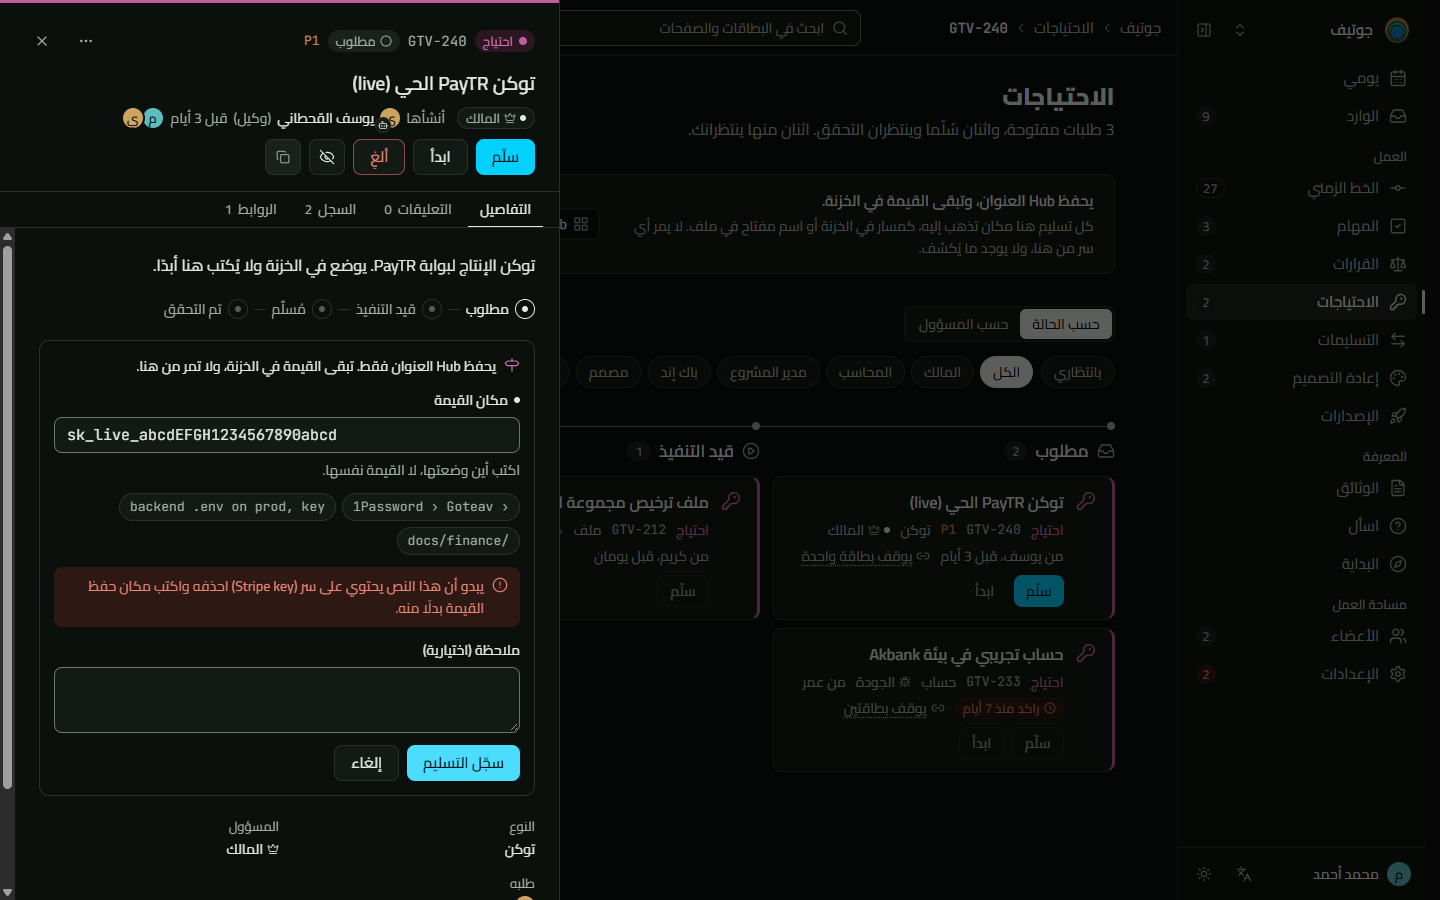 جوتيف
يومي
الوارد 9
العمل
الخط الزمني 27
المهام 3
القرارات 2
الاحتياجات 2
التسليمات 1
إعادة التصميم 2
الإصدارات
المعرفة
الوثائق
اسأل
البداية
مساحة العمل
الأعضاء 2
الإعدادات 2
م محمد أحمد
جوتيف الاحتياجات GTV-240
ابحث في البطاقات والصفحات
الاحتياجات
3 طلبات مفتوحة، واثنان سُلّما وينتظران التحقق. اثنان منها ينتظرانك.
يحفظ Hub العنوان، وتبقى القيمة في الخزنة.
كل تسليم هنا مكان تذهب إليه، كمسار في الخزنة أو اسم مفتاح في ملف. لا يمر أي
سر من هنا، ولا يوجد ما يُكشف.
حسب الحالة حسب المسؤول
بانتظاري الكل المالك المحاسب مدير المشروع باك إند مصمم
مطلوب 2
توكن PayTR الحي (live)
احتياج GTV-240 P1 توكن المالك
من يوسف، قبل 3 أيام يوقف بطاقة واحدة
سلّم ابدأ
حساب تجريبي في بيئة Akbank
احتياج GTV-233 حساب الجودة من عمر
راكد منذ 7 أيام يوقف بطاقتين
سلّم ابدأ
قيد التنفيذ 1
ملف ترخيص مجموعة
احتياج GTV-212 ملف
من كريم، قبل يومان
سلّم
احتياج GTV-240 مطلوب P1
توكن PayTR الحي (live)
المالك أنشأها يوسف القحطاني (وكيل) قبل 3 أيام م ي
سلّم ابدأ ألغِ
التفاصيل التعليقات 0 السجل 2 الروابط 1
توكن الإنتاج لبوابة PayTR. يوضع في الخزنة ولا يُكتب هنا أبدًا.
مطلوب قيد التنفيذ مُسلَّم تم التحقق
يحفظ Hub العنوان فقط. تبقى القيمة في الخزنة، ولا تمر من هنا.
مكان القيمة
sk_live_abcdEFGH1234567890abcd
اكتب أين وضعتها، لا القيمة نفسها.
1Password › Goteav › backend .env on prod, key
docs/finance/
يبدو أن هذا النص يحتوي على سر (Stripe key) احذفه واكتب مكان حفظ
القيمة بدلًا منه.
ملاحظة (اختيارية)
سجّل التسليم إلغاء
النوع المسؤول
توكن المالك
طلبه